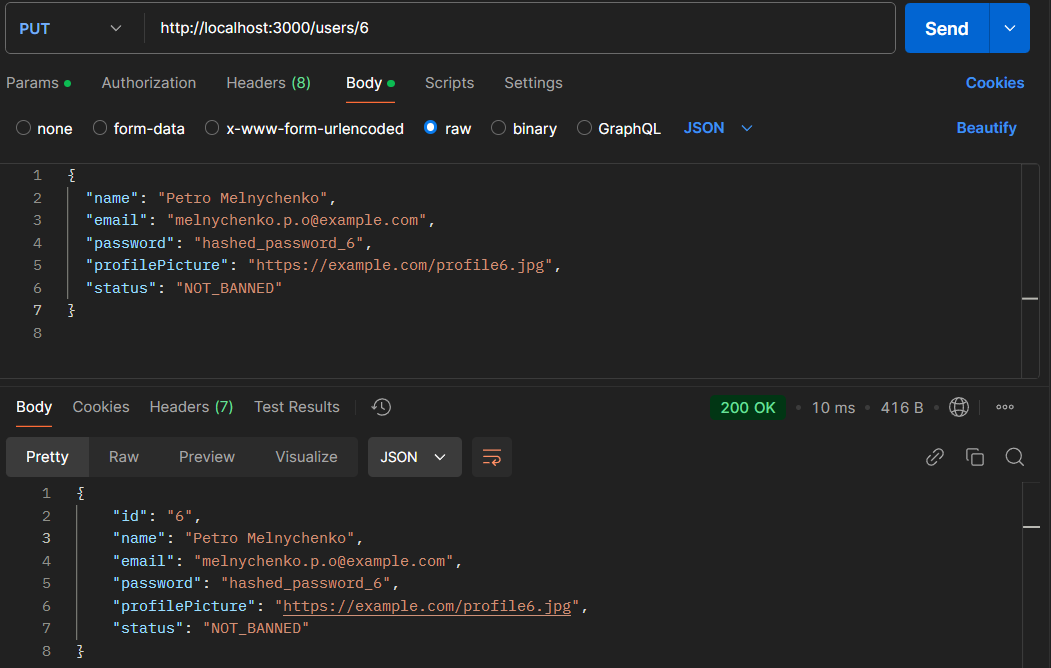 PUT http://localhost:3000/users/6 Send
Params Authorization Headers (8) Body Scripts Settings Cookies
none form-data x-www-form-urlencoded raw binary GraphQL JSON Beautify
1 {
2 "name": "Petro Melnychenko",
3 "email": "melnychenko.p.o@example.com",
4 "password": "hashed_password_6",
5 "profilePicture": "https://example.com/profile6.jpg",
6 "status": "NOT_BANNED"
7 }
8
Body Cookies Headers (7) Test Results 200 OK • 10 ms • 416 B •
Pretty Raw Preview Visualize JSON
1 {
2 "id": "6",
3 "name": "Petro Melnychenko",
4 "email": "melnychenko.p.o@example.com",
5 "password": "hashed_password_6",
6 "profilePicture": "https://example.com/profile6.jpg",
7 "status": "NOT_BANNED"
8 }